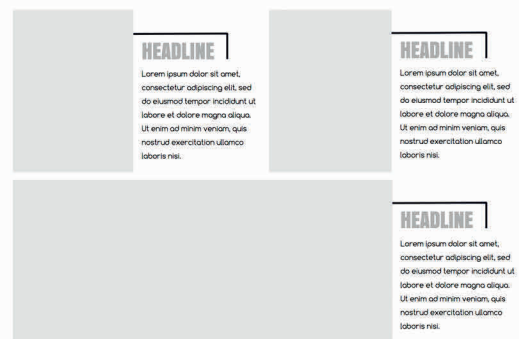 HEADLINE
Lorem ipsum dolor sit amet,
consectetur adipiscing elit, sed
do eiusmod tempor incididunt ut
labore et dolore magna aliqua.
Ut enim ad minim veniam, quis
nostrud exercitation ullamco
laboris nisi.
HEADLINE
Lorem ipsum dolor sit amet,
consectetur adipiscing elit, sed
do eiusmod tempor incididunt ut
labore et dolore magna aliqua.
Ut enim ad minim veniam, quis
nostrud exercitation ullamco
laboris nisi.
HEADLINE
Lorem ipsum dolor sit amet,
consectetur adipiscing elit, sed
do eiusmod tempor incididunt ut
labore et dolore magna aliqua.
Ut enim ad minim veniam, quis
nostrud exercitation ullamco
laboris nisi.